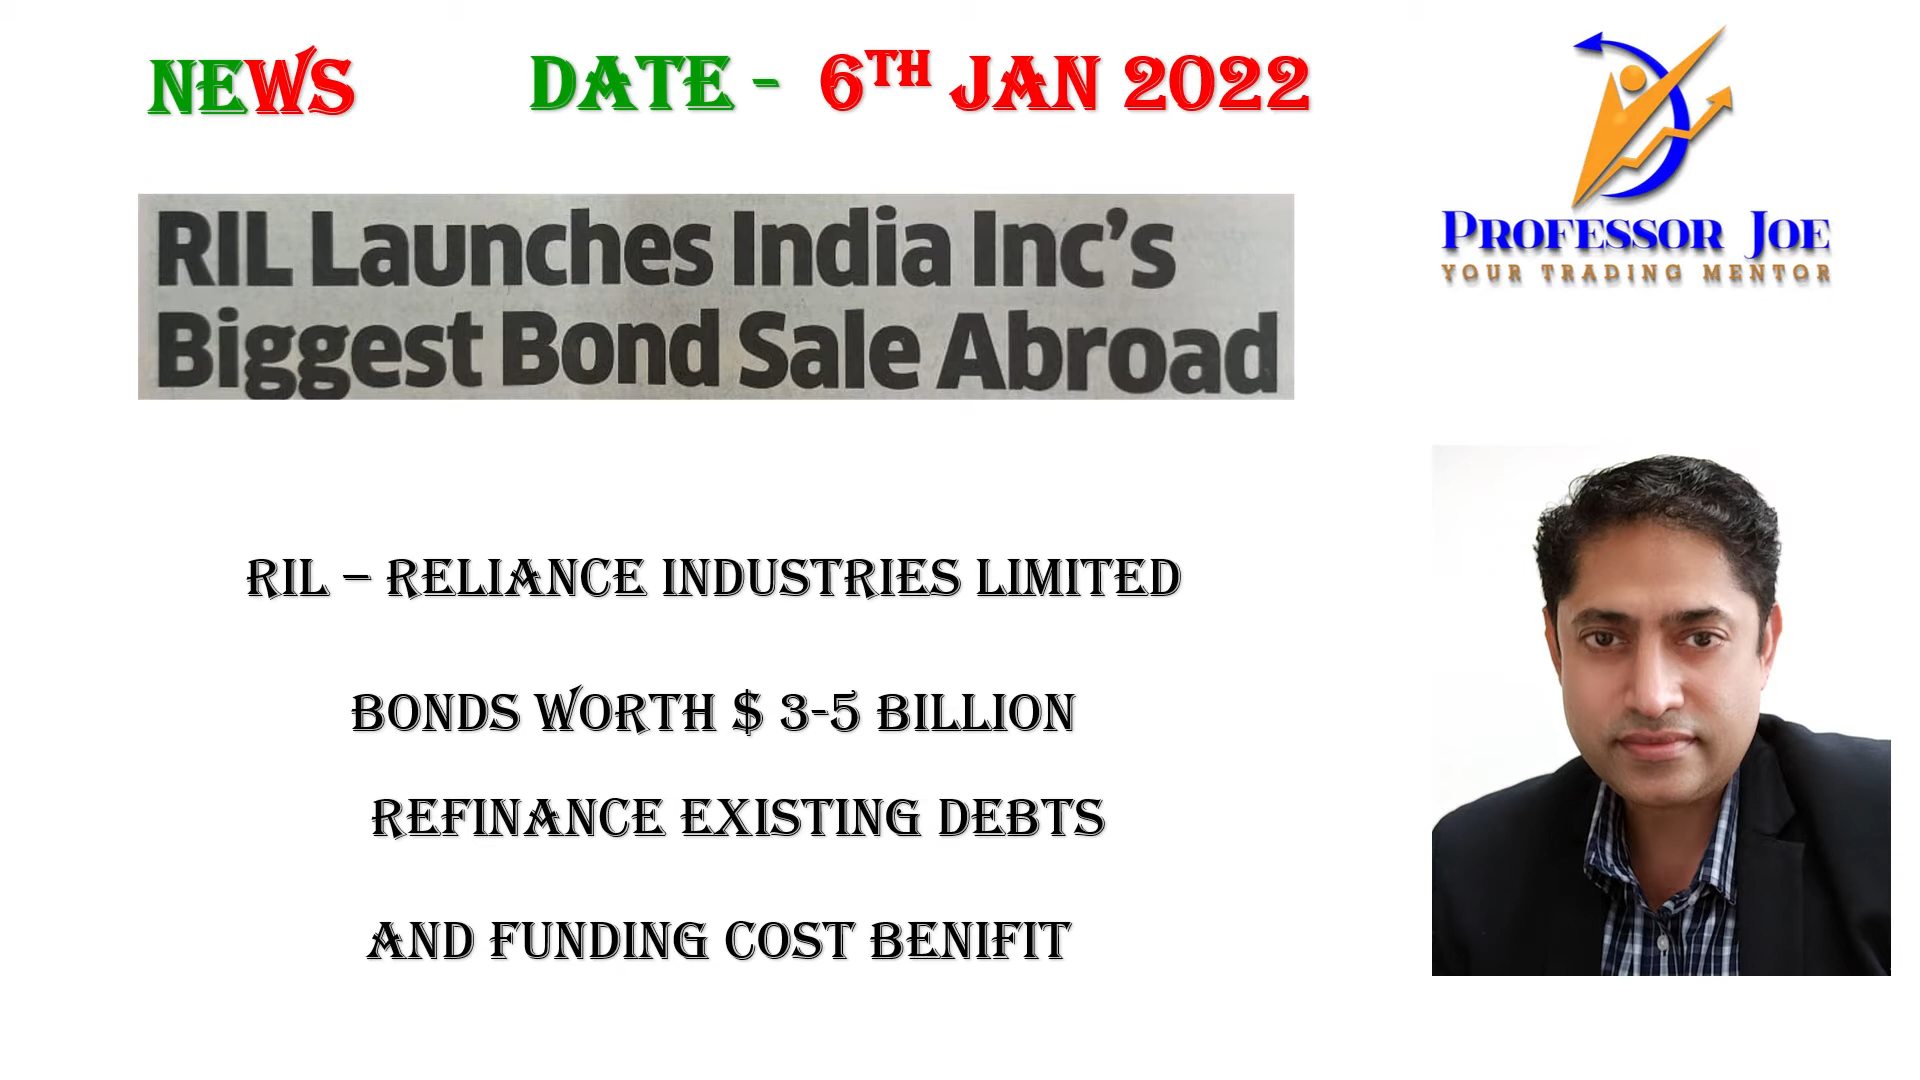 NEWS
DATE - 6TH JAN 2022
PROFESSOR JOE
YOUR TRADING MENTOR
RIL Launches India Inc’s
Biggest Bond Sale Abroad
RIL – RELIANCE INDUSTRIES LIMITED
BONDS WORTH $ 3-5 BILLION
REFINANCE EXISTING DEBTS
AND FUNDING COST BENIFIT